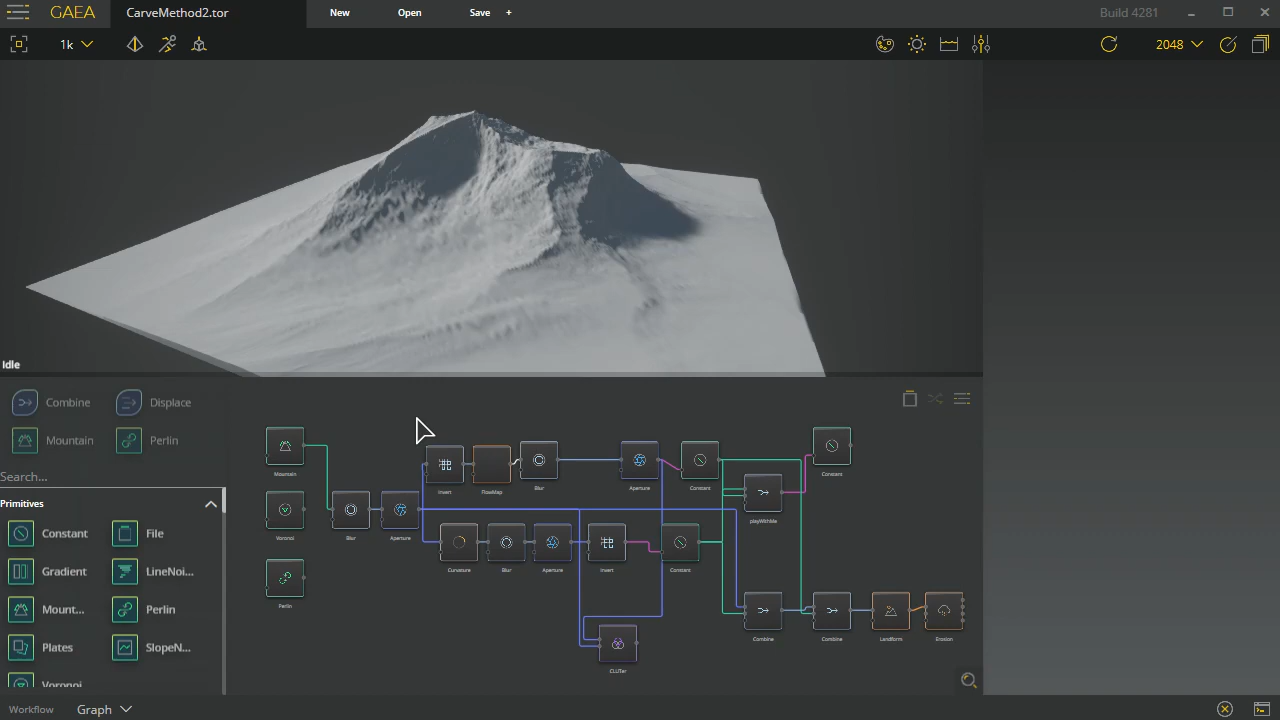 GAEA
CarveMethod2.tor
New
Open
Save
+
Build 4281
1k
2048
Idle
Combine
Displace
Mountain
Perlin
Search...
Primitives
Constant
File
Gradient
LineNoi...
Mount...
Perlin
Plates
SlopeN...
Voronoi
Mountain
Invert
FlowMap
Blur
Aperture
Constant
Constant
playWithMe
Voronoi
Blur
Aperture
Curvature
Blur
Aperture
Invert
Constant
Perlin
Combine
Combine
Landform
Erosion
CLUTer
Workflow
Graph